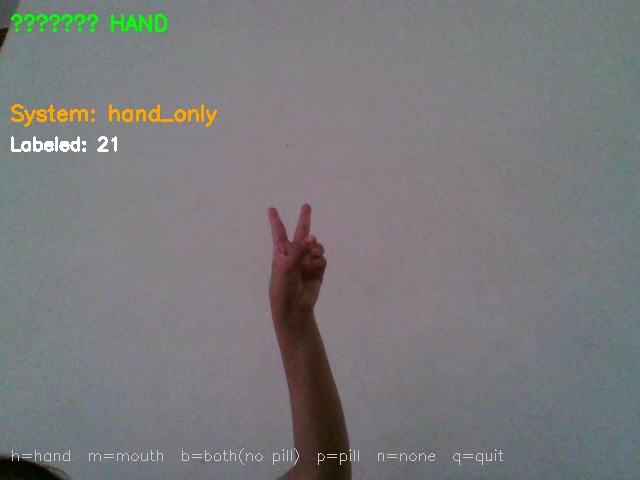 ??????? HAND
System: hand_only
Labeled: 21
h=hand m=mouth b=both(no pill) p=pill n=none q=quit